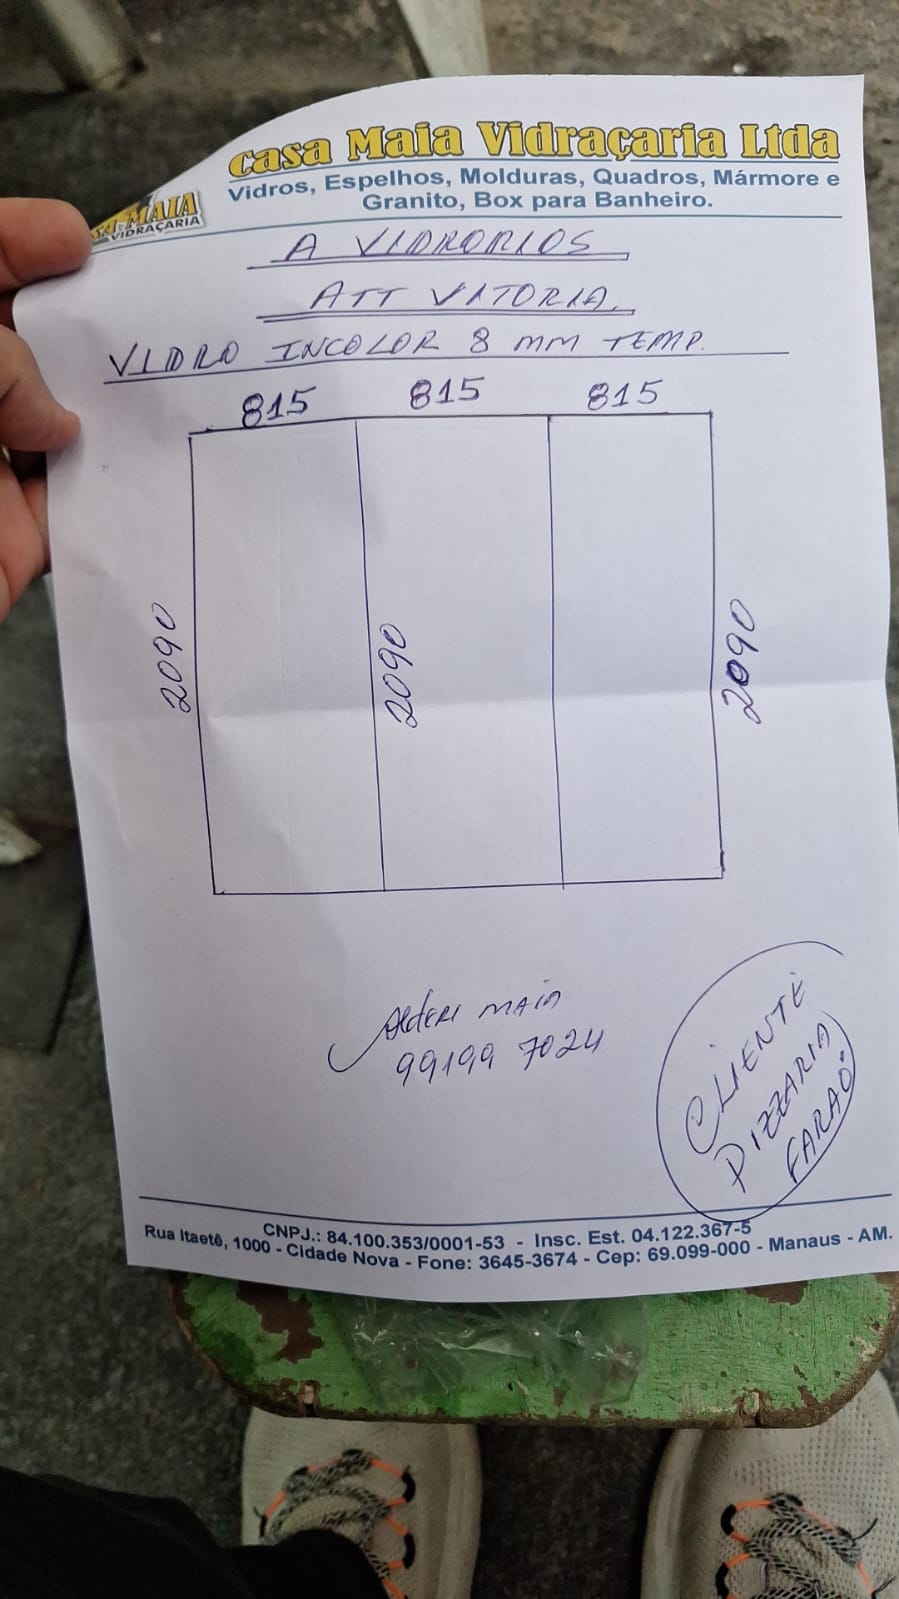 Casa Maia Vidraçaria Ltda
Vidros, Espelhos, Molduras, Quadros, Mármore e
Granito, Box para Banheiro.
MAIA
VIDRAÇARIA
A VIDRORIOS
ATT VITORIA.
VIDRO INCOLOR 8 MM TEMP.
815 815 815
2090 2090 2090
Alderi MAIA
99199 7024
CLIENTE
PIZZARIA
FARAÓ.
CNPJ.: 84.100.353/0001-53 - Insc. Est. 04.122.367-5
Rua Itaetê, 1000 - Cidade Nova - Fone: 3645-3674 - Cep: 69.099-000 - Manaus - AM.